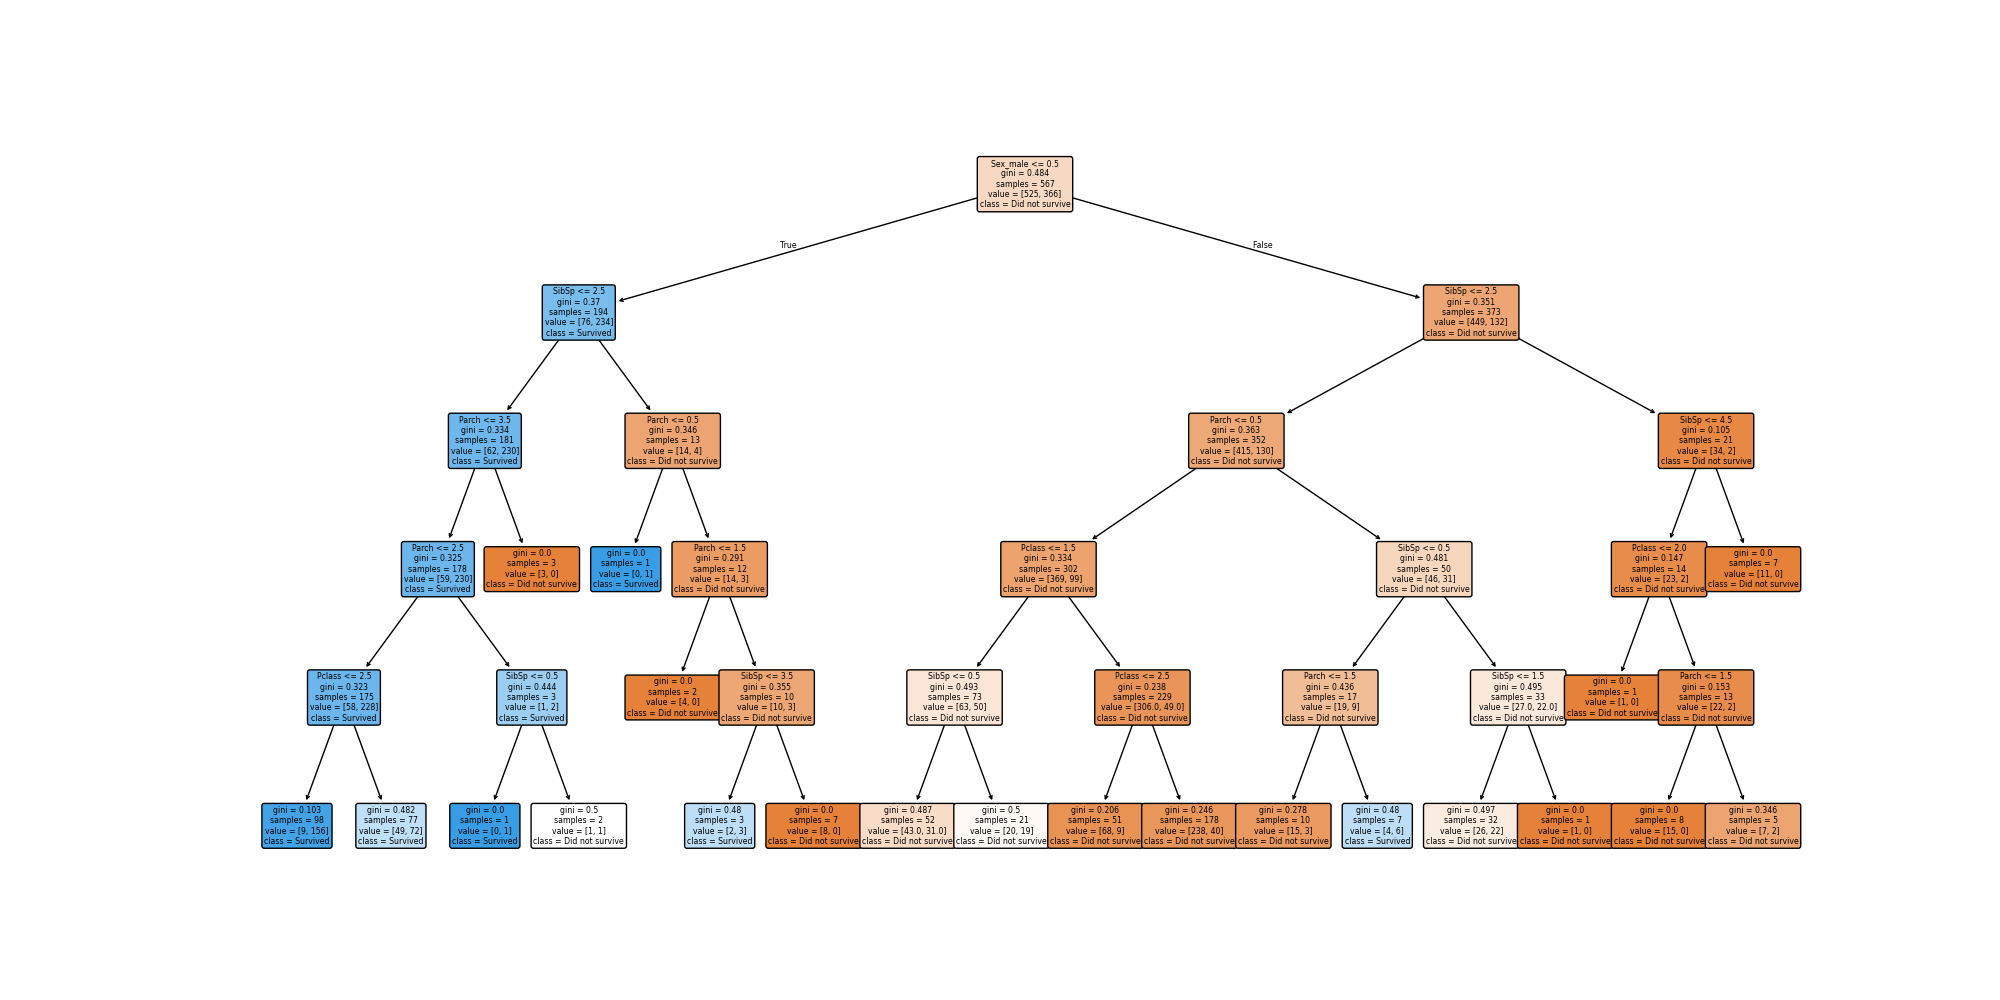 Sex_male <= 0.5
gini = 0.484
samples = 567
value = [525, 366]
class = Did not survive
True
False
SibSp <= 2.5
gini = 0.37
samples = 194
value = [76, 234]
class = Survived
SibSp <= 2.5
gini = 0.351
samples = 373
value = [449, 132]
class = Did not survive
Parch <= 3.5
gini = 0.334
samples = 181
value = [62, 230]
class = Survived
Parch <= 0.5
gini = 0.346
samples = 13
value = [14, 4]
class = Did not survive
Parch <= 0.5
gini = 0.363
samples = 352
value = [415, 130]
class = Did not survive
SibSp <= 4.5
gini = 0.105
samples = 21
value = [34, 2]
class = Did not survive
Parch <= 2.5
gini = 0.325
samples = 178
value = [59, 230]
class = Survived
gini = 0.0
samples = 3
value = [3, 0]
class = Did not survive
gini = 0.0
samples = 1
value = [0, 1]
class = Survived
Parch <= 1.5
gini = 0.291
samples = 12
value = [14, 3]
class = Did not survive
Pclass <= 1.5
gini = 0.334
samples = 302
value = [369, 99]
class = Did not survive
SibSp <= 0.5
gini = 0.481
samples = 50
value = [46, 31]
class = Did not survive
Pclass <= 2.0
gini = 0.147
samples = 14
value = [23, 2]
class = Did not survive
gini = 0.0
samples = 7
value = [11, 0]
class = Did not survive
Pclass <= 2.5
gini = 0.323
samples = 175
value = [58, 228]
class = Survived
SibSp <= 0.5
gini = 0.444
samples = 3
value = [1, 2]
class = Survived
gini = 0.0
samples = 2
value = [4, 0]
class = Did not survive
SibSp <= 3.5
gini = 0.355
samples = 10
value = [10, 3]
class = Did not survive
SibSp <= 0.5
gini = 0.493
samples = 73
value = [63, 50]
class = Did not survive
Pclass <= 2.5
gini = 0.238
samples = 229
value = [306.0, 49.0]
class = Did not survive
Parch <= 1.5
gini = 0.436
samples = 17
value = [19, 9]
class = Did not survive
SibSp <= 1.5
gini = 0.495
samples = 33
value = [27.0, 22.0]
class = Did not survive
gini = 0.0
samples = 1
value = [1, 0]
class = Did not survive
Parch <= 1.5
gini = 0.153
samples = 13
value = [22, 2]
class = Did not survive
gini = 0.103
samples = 98
value = [9, 156]
class = Survived
gini = 0.482
samples = 77
value = [49, 72]
class = Survived
gini = 0.0
samples = 1
value = [0, 1]
class = Survived
gini = 0.5
samples = 2
value = [1, 1]
class = Did not survive
gini = 0.48
samples = 3
value = [2, 3]
class = Survived
gini = 0.0
samples = 7
value = [8, 0]
class = Did not survive
gini = 0.487
samples = 52
value = [43.0, 31.0]
class = Did not survive
gini = 0.5
samples = 21
value = [20, 19]
class = Did not survive
gini = 0.206
samples = 51
value = [68, 9]
class = Did not survive
gini = 0.246
samples = 178
value = [238, 40]
class = Did not survive
gini = 0.278
samples = 10
value = [15, 3]
class = Did not survive
gini = 0.48
samples = 7
value = [4, 6]
class = Survived
gini = 0.497
samples = 32
value = [26, 22]
class = Did not survive
gini = 0.0
samples = 1
value = [1, 0]
class = Did not survive
gini = 0.0
samples = 8
value = [15, 0]
class = Did not survive
gini = 0.346
samples = 5
value = [7, 2]
class = Did not survive